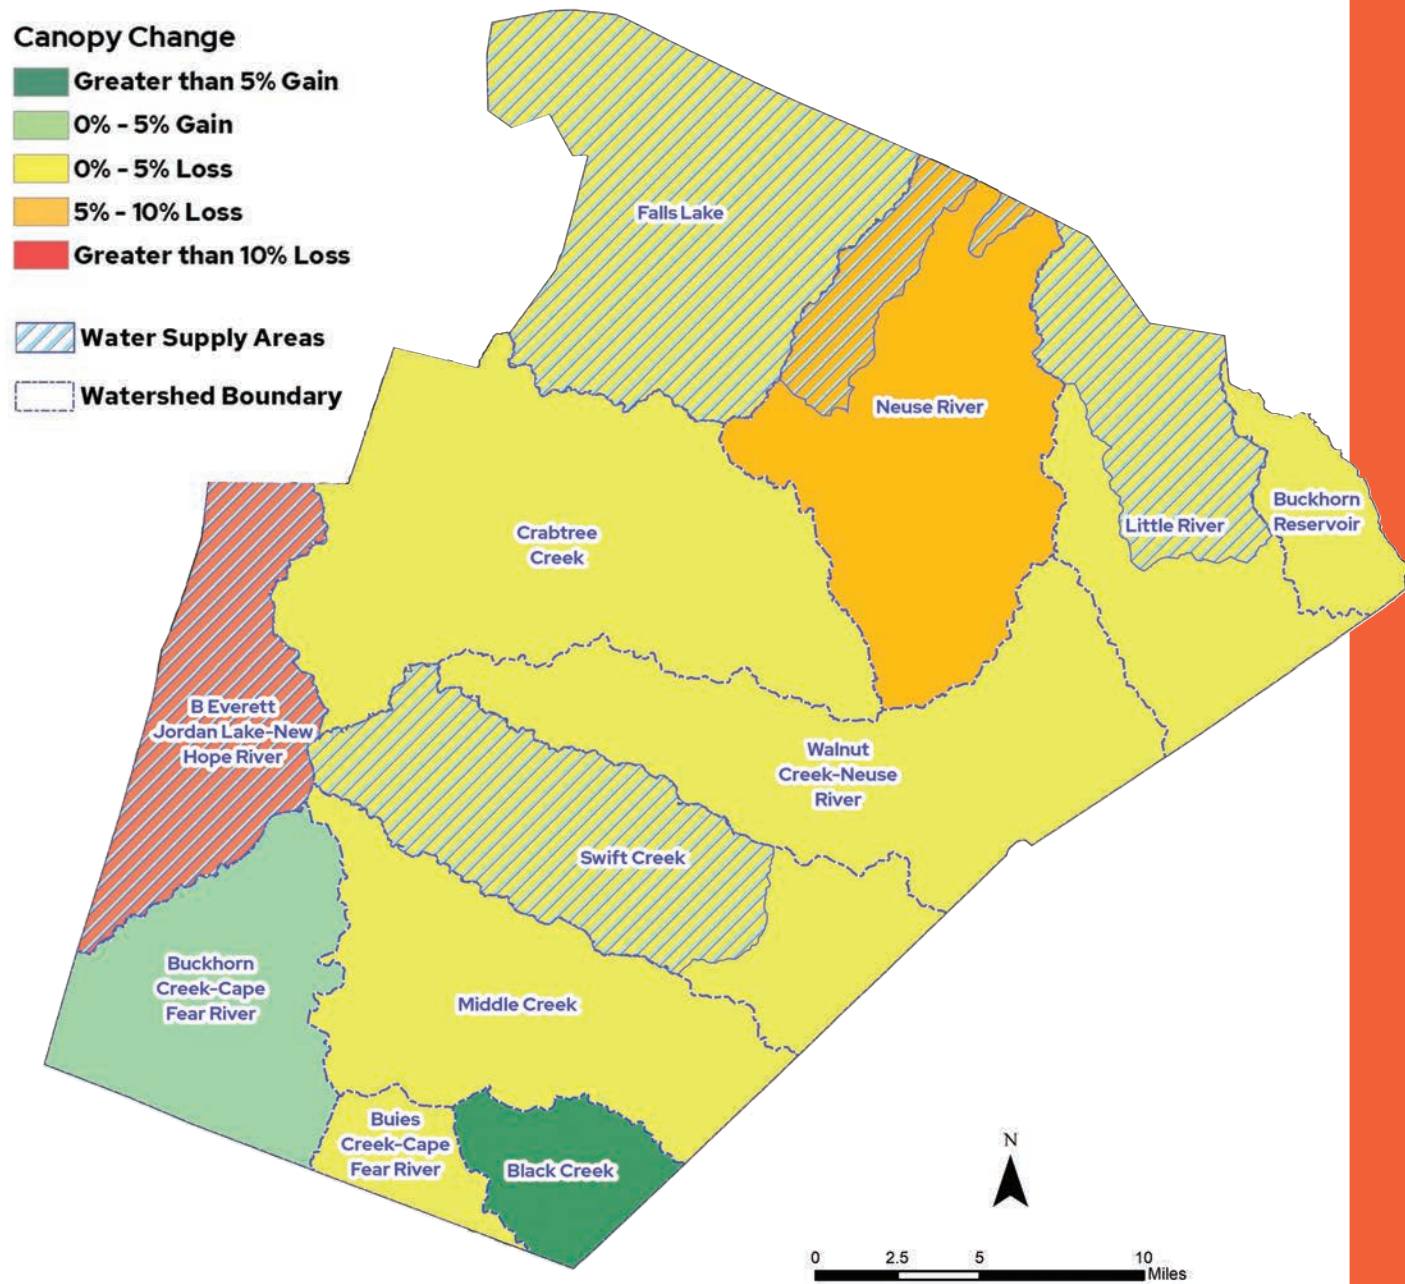 Canopy Change
Greater than 5% Gain
0% - 5% Gain
0% - 5% Loss
5% - 10% Loss
Greater than 10% Loss
Water Supply Areas
Watershed Boundary
Falls Lake
Neuse River
Buckhorn
Reservoir
Little River
Crabtree
Creek
B Everett
Jordan Lake-New
Hope River
Walnut
Creek-Neuse
River
Swift Creek
Buckhorn
Creek-Cape
Fear River
Middle Creek
Buies
Creek-Cape
Fear River
Black Creek
N
0 2.5 5 10
Miles